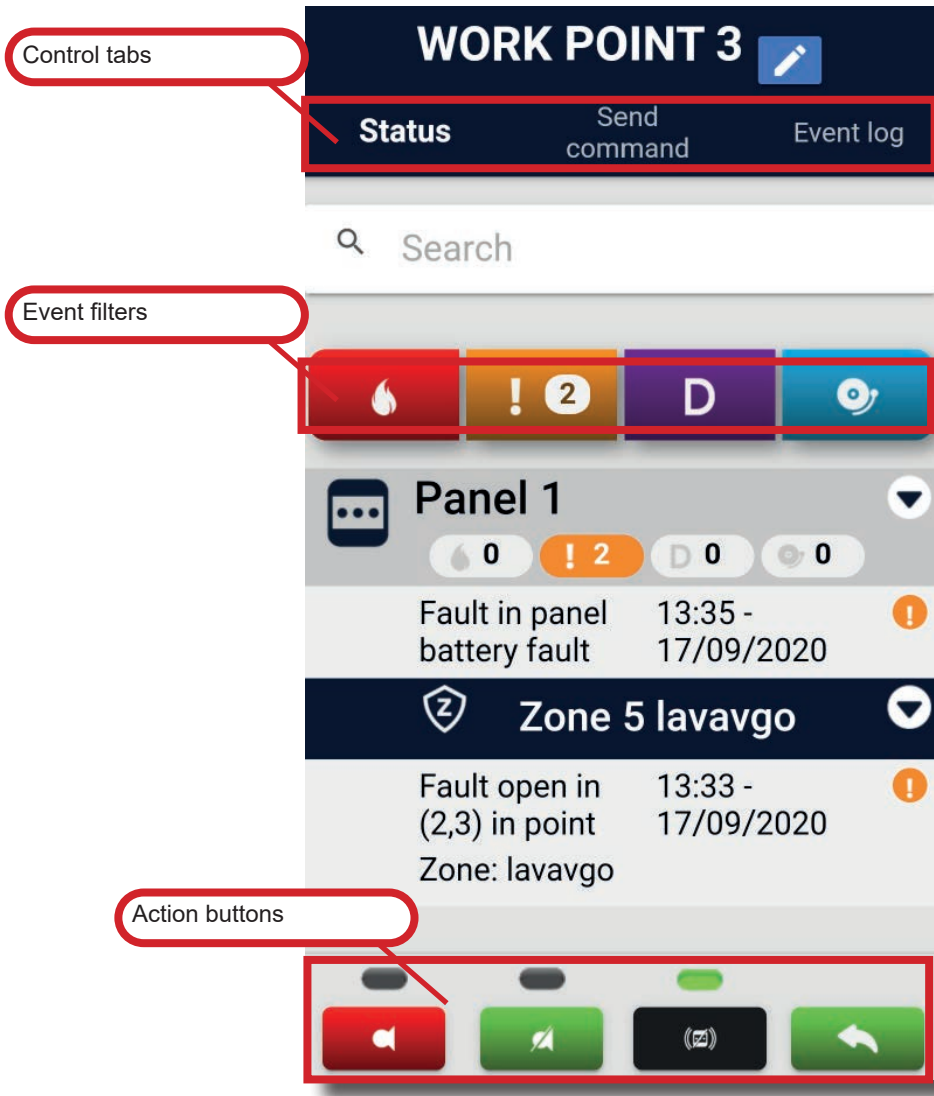 WORK POINT 3
Control tabs
Status
Send
command
Event log
Search
Event filters
! 2 D
Panel 1
0 ! 2 D 0 0
Fault in panel
battery fault
13:35 -
17/09/2020
!
Z Zone 5 lavavgo
Fault open in
(2,3) in point
Zone: lavavgo
13:33 -
17/09/2020
!
Action buttons